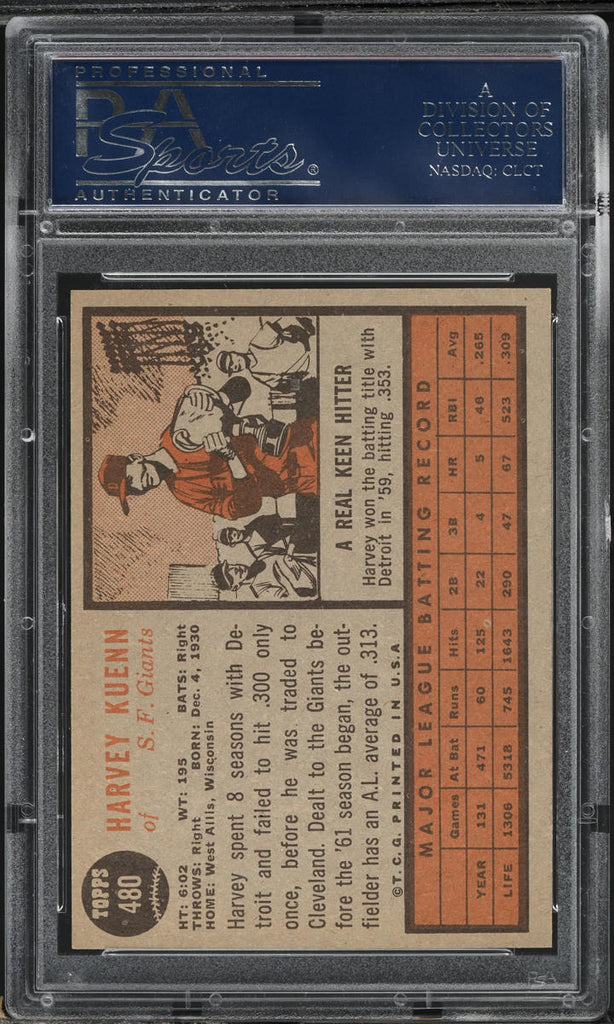 PROFESSIONAL
PSA
Sports®
AUTHENTICATOR
A
DIVISION OF
COLLECTORS
UNIVERSE
NASDAQ: CLCT
TOPPS
480
HARVEY KUENN
of S. F. Giants
HT: 6:02 WT: 195 BATS: Right
THROWS: Right BORN: Dec. 4, 1930
HOME: West Allis, Wisconsin
Harvey spent 8 seasons with De-
troit and failed to hit .300 only
once, before he was traded to
Cleveland. Dealt to the Giants be-
fore the '61 season began, the out-
fielder has an A.L. average of .313.
©T.C.G. PRINTED IN U.S.A
A REAL KEEN HITTER
Harvey won the batting title with
Detroit in '59, hitting .353.
MAJOR LEAGUE BATTING RECORD
Games At Bat Runs Hits 2B 3B HR RBI Avg
YEAR 131 471 60 125 22 4 5 46 .265
LIFE 1306 5318 745 1643 290 47 67 523 .309
PSA